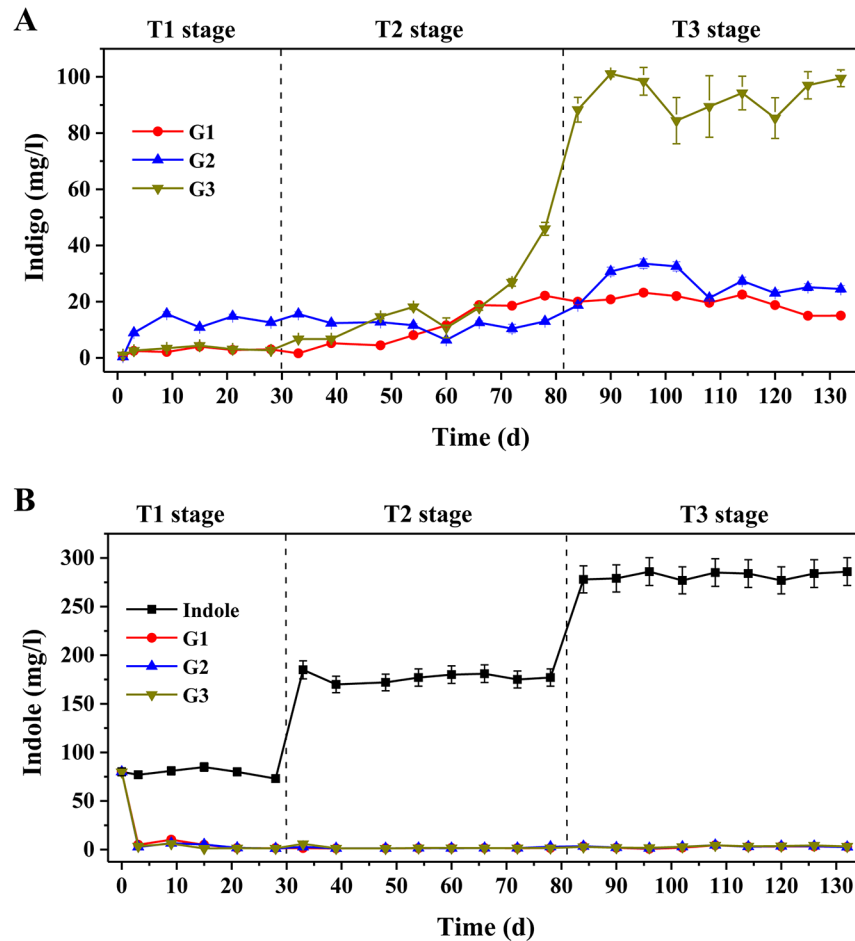 A
T1 stage T2 stage T3 stage
100
80
60
40
20
0
Indigo (mg/l)
G1
G2
G3
0 10 20 30 40 50 60 70 80 90 100 110 120 130
Time (d)
B
T1 stage T2 stage T3 stage
300
250
200
150
100
50
0
Indole (mg/l)
Indole
G1
G2
G3
0 10 20 30 40 50 60 70 80 90 100 110 120 130
Time (d)